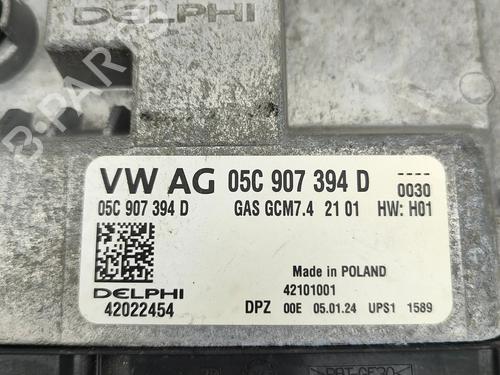 DELPHI
B-PARTS
VW AG 05C 907 394 D ----
0030
05C 907 394 D GAS GCM7.4 21 01 HW: H01
Made in POLAND
DELPHI 42101001
42022454 DPZ 00E 05.01.24 UPS1 1589